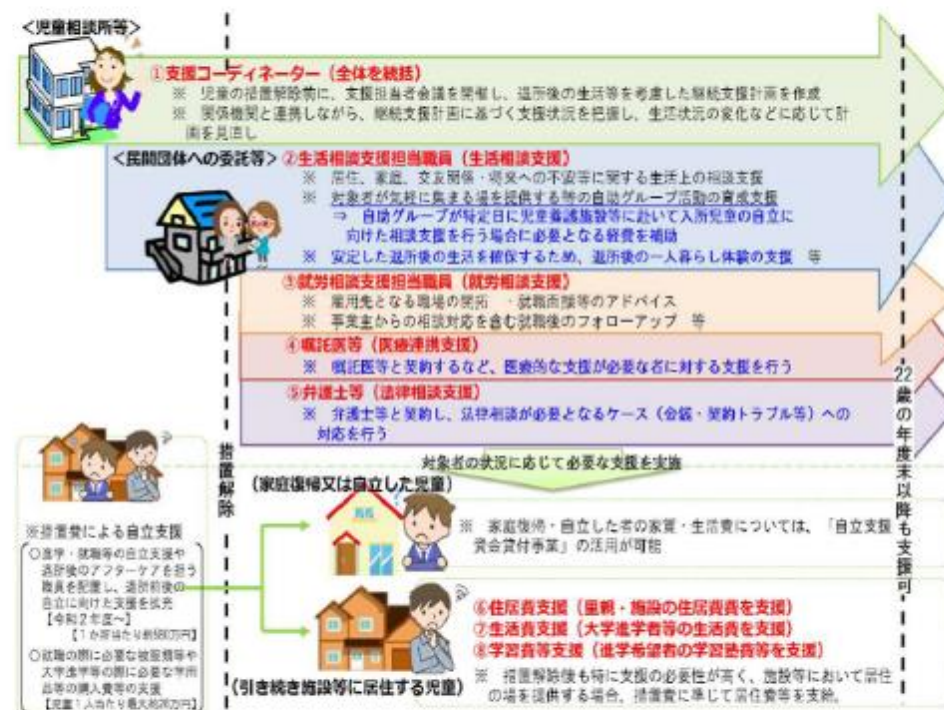 ＜児童相談所等＞
①支援コーディネーター（全体を統括）
※ 児童の措置解除前に、支援担当者会議を開催し、退所後の生活等を考慮した継続支援計画を作成
※ 関係機関と連携しながら、継続支援計画に基づく支援状況を把握し、生活状況の変化などに応じて計
画を見直し
＜民間団体への委託等＞
②生活相談支援担当職員（生活相談支援）
※ 居住、家庭、交友関係・将来への不安等に関する生活上の相談支援
※ 対象者が気軽に集まる場を提供する等の自助グループ活動の育成支援
⇒ 自助グループが特定日に児童養護施設等において入所児童の自立に
向けた相談支援を行う場合に必要となる経費を補助
※ 安定した退所後の生活を確保するため、退所後の一人暮らし体験の支援 等
③就労相談支援担当職員（就労相談支援）
※ 雇用先となる職場の開拓 ・就職面接等のアドバイス
※ 事業主からの相談対応を含む就職後のフォローアップ 等
④嘱託医等（医療連携支援）
※ 嘱託医等と契約するなど、医療的な支援が必要な者に対する支援を行う
⑤弁護士等（法律相談支援）
※ 弁護士等と契約し、法律相談が必要となるケース（金銭・契約トラブル等）への
対応を行う
対象者の状況に応じて必要な支援を実施
措置解除
22歳の年度末以降も支援可
※措置費による自立支援
○進学・就職等の自立支援や
退所後のアフターケアを担う
職員を配置し、退所前後の
自立に向けた支援を拡充
【令和２年度～】
○就職の際に必要な被服類等や
大学進学等の際に必要な学用
品等の購入費等の支援
（家庭復帰又は自立した児童）
※ 家庭復帰・自立した者の家賃・生活費については、「自立支援
資金貸付事業」の活用が可能
（引き続き施設等に居住する児童）
⑥住居費支援（里親・施設の住居費を支援）
⑦生活費支援（大学進学者等の生活費を支援）
⑧学習費等支援（進学希望者の学習塾費等を支援）
※ 措置解除後も特に支援の必要性が高く、施設等において居住
の場を提供する場合、措置費に準じて居住費等を支給。